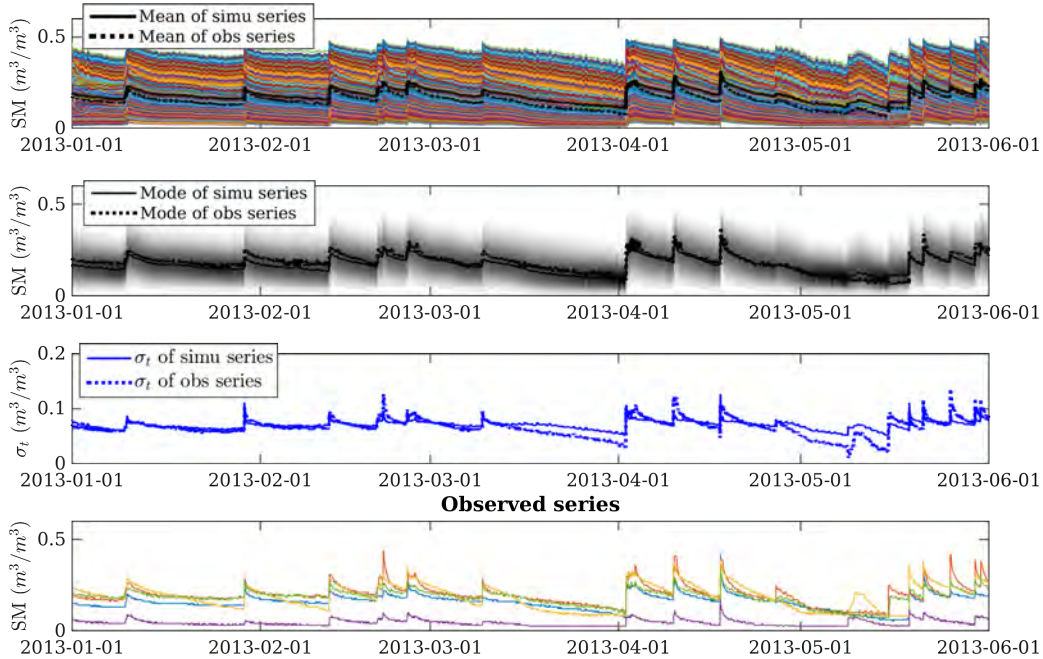 SM (m³/m³)
0.5
0
Mean of simu series
Mean of obs series
2013-01-01 2013-02-01 2013-03-01 2013-04-01 2013-05-01 2013-06-01
SM (m³/m³)
0.5
0
Mode of simu series
Mode of obs series
2013-01-01 2013-02-01 2013-03-01 2013-04-01 2013-05-01 2013-06-01
σt (m³/m³)
0.2
0.1
0
σt of simu series
σt of obs series
2013-01-01 2013-02-01 2013-03-01 2013-04-01 2013-05-01 2013-06-01
Observed series
SM (m³/m³)
0.5
0
2013-01-01 2013-02-01 2013-03-01 2013-04-01 2013-05-01 2013-06-01